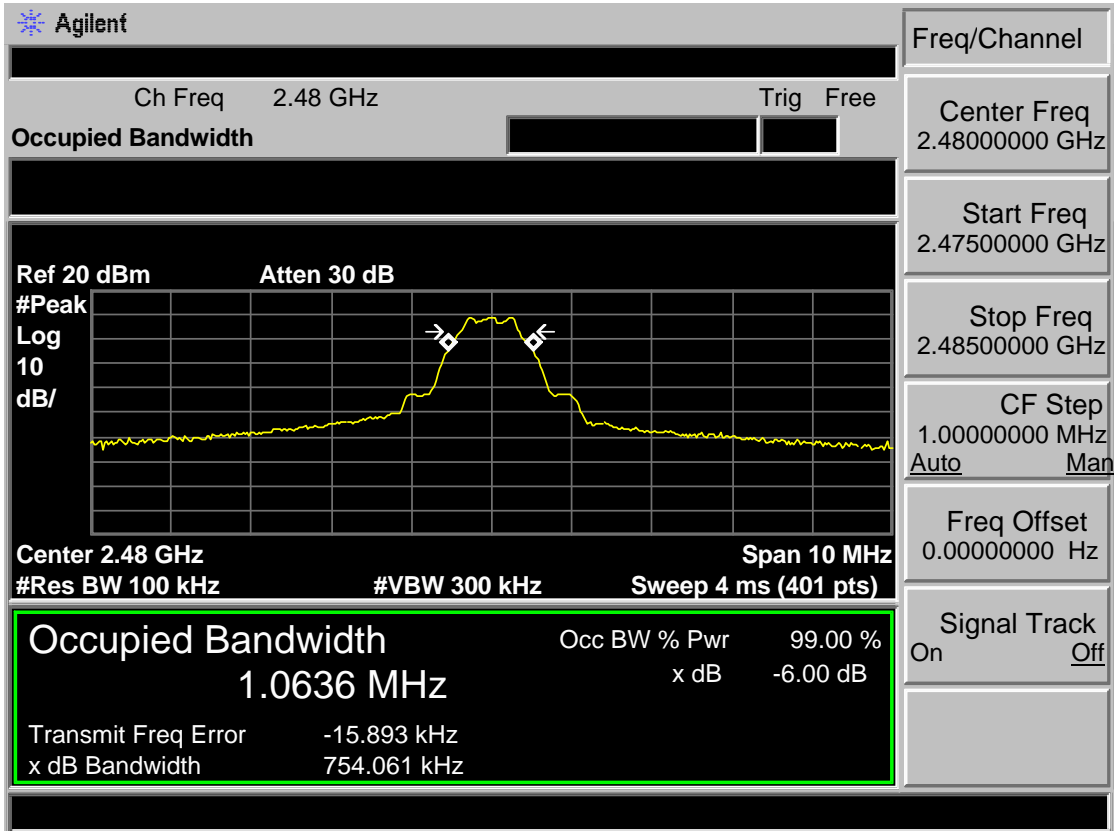 Agilent
Ch Freq 2.48 GHz Trig Free
Occupied Bandwidth
Ref 20 dBm Atten 30 dB
#Peak
Log
10
dB/
Center 2.48 GHz Span 10 MHz
#Res BW 100 kHz #VBW 300 kHz Sweep 4 ms (401 pts)
Occupied Bandwidth
1.0636 MHz
Occ BW % Pwr 99.00 %
x dB -6.00 dB
Transmit Freq Error -15.893 kHz
x dB Bandwidth 754.061 kHz
Freq/Channel
Center Freq
2.48000000 GHz
Start Freq
2.47500000 GHz
Stop Freq
2.48500000 GHz
CF Step
1.00000000 MHz
Auto Man
Freq Offset
0.00000000 Hz
Signal Track
On Off